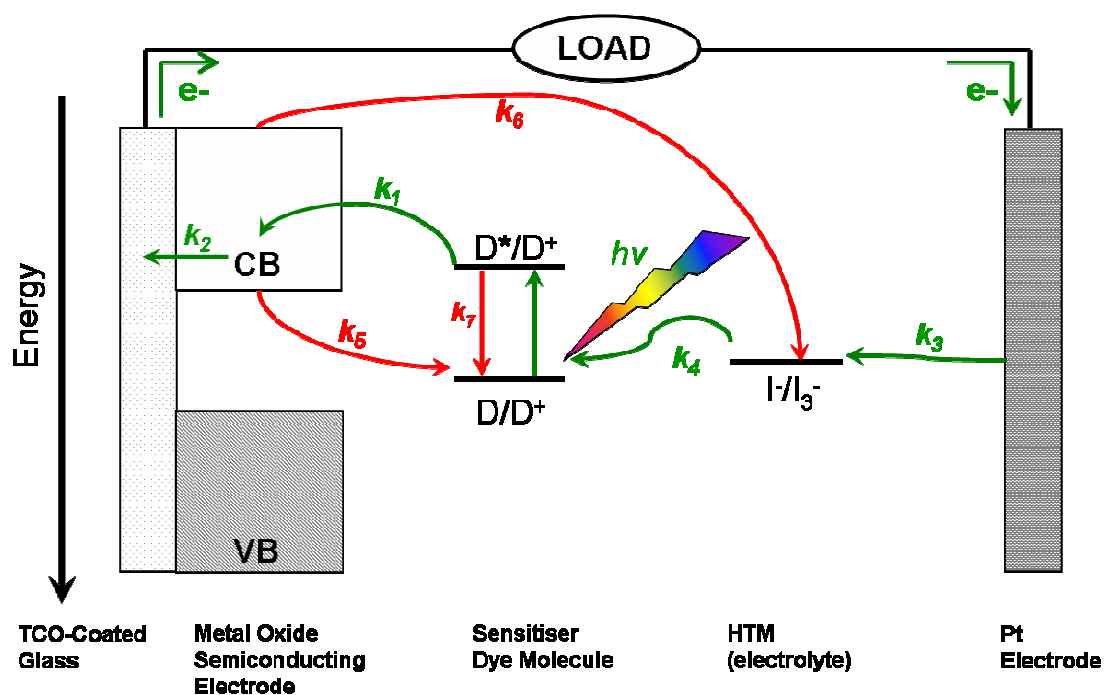 LOAD
e-
e-
k6
k1
k2
CB
D*/D+
hν
k7
k5
k4
k3
Energy
D/D+
I-/I3-
VB
TCO-Coated
Glass
Metal Oxide
Semiconducting
Electrode
Sensitiser
Dye Molecule
HTM
(electrolyte)
Pt
Electrode